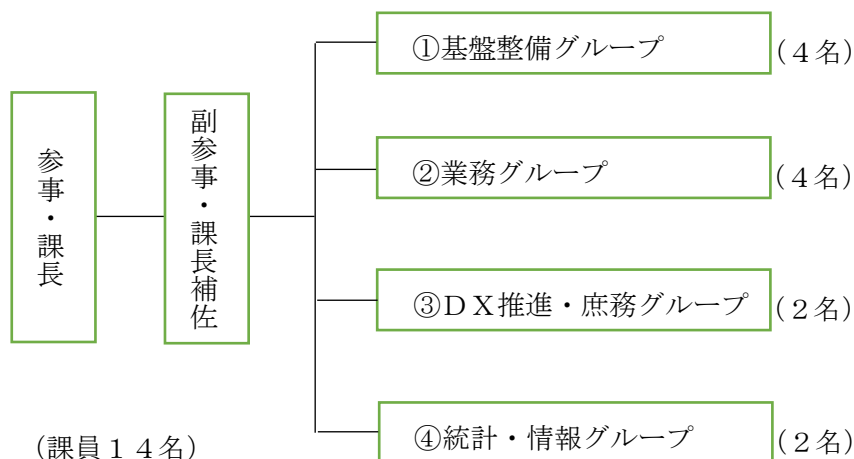 参事・課長
副参事・課長補佐
①基盤整備グループ
(４名)
②業務グループ
(４名)
③ＤＸ推進・庶務グループ
(２名)
④統計・情報グループ
(２名)
(課員１４名)